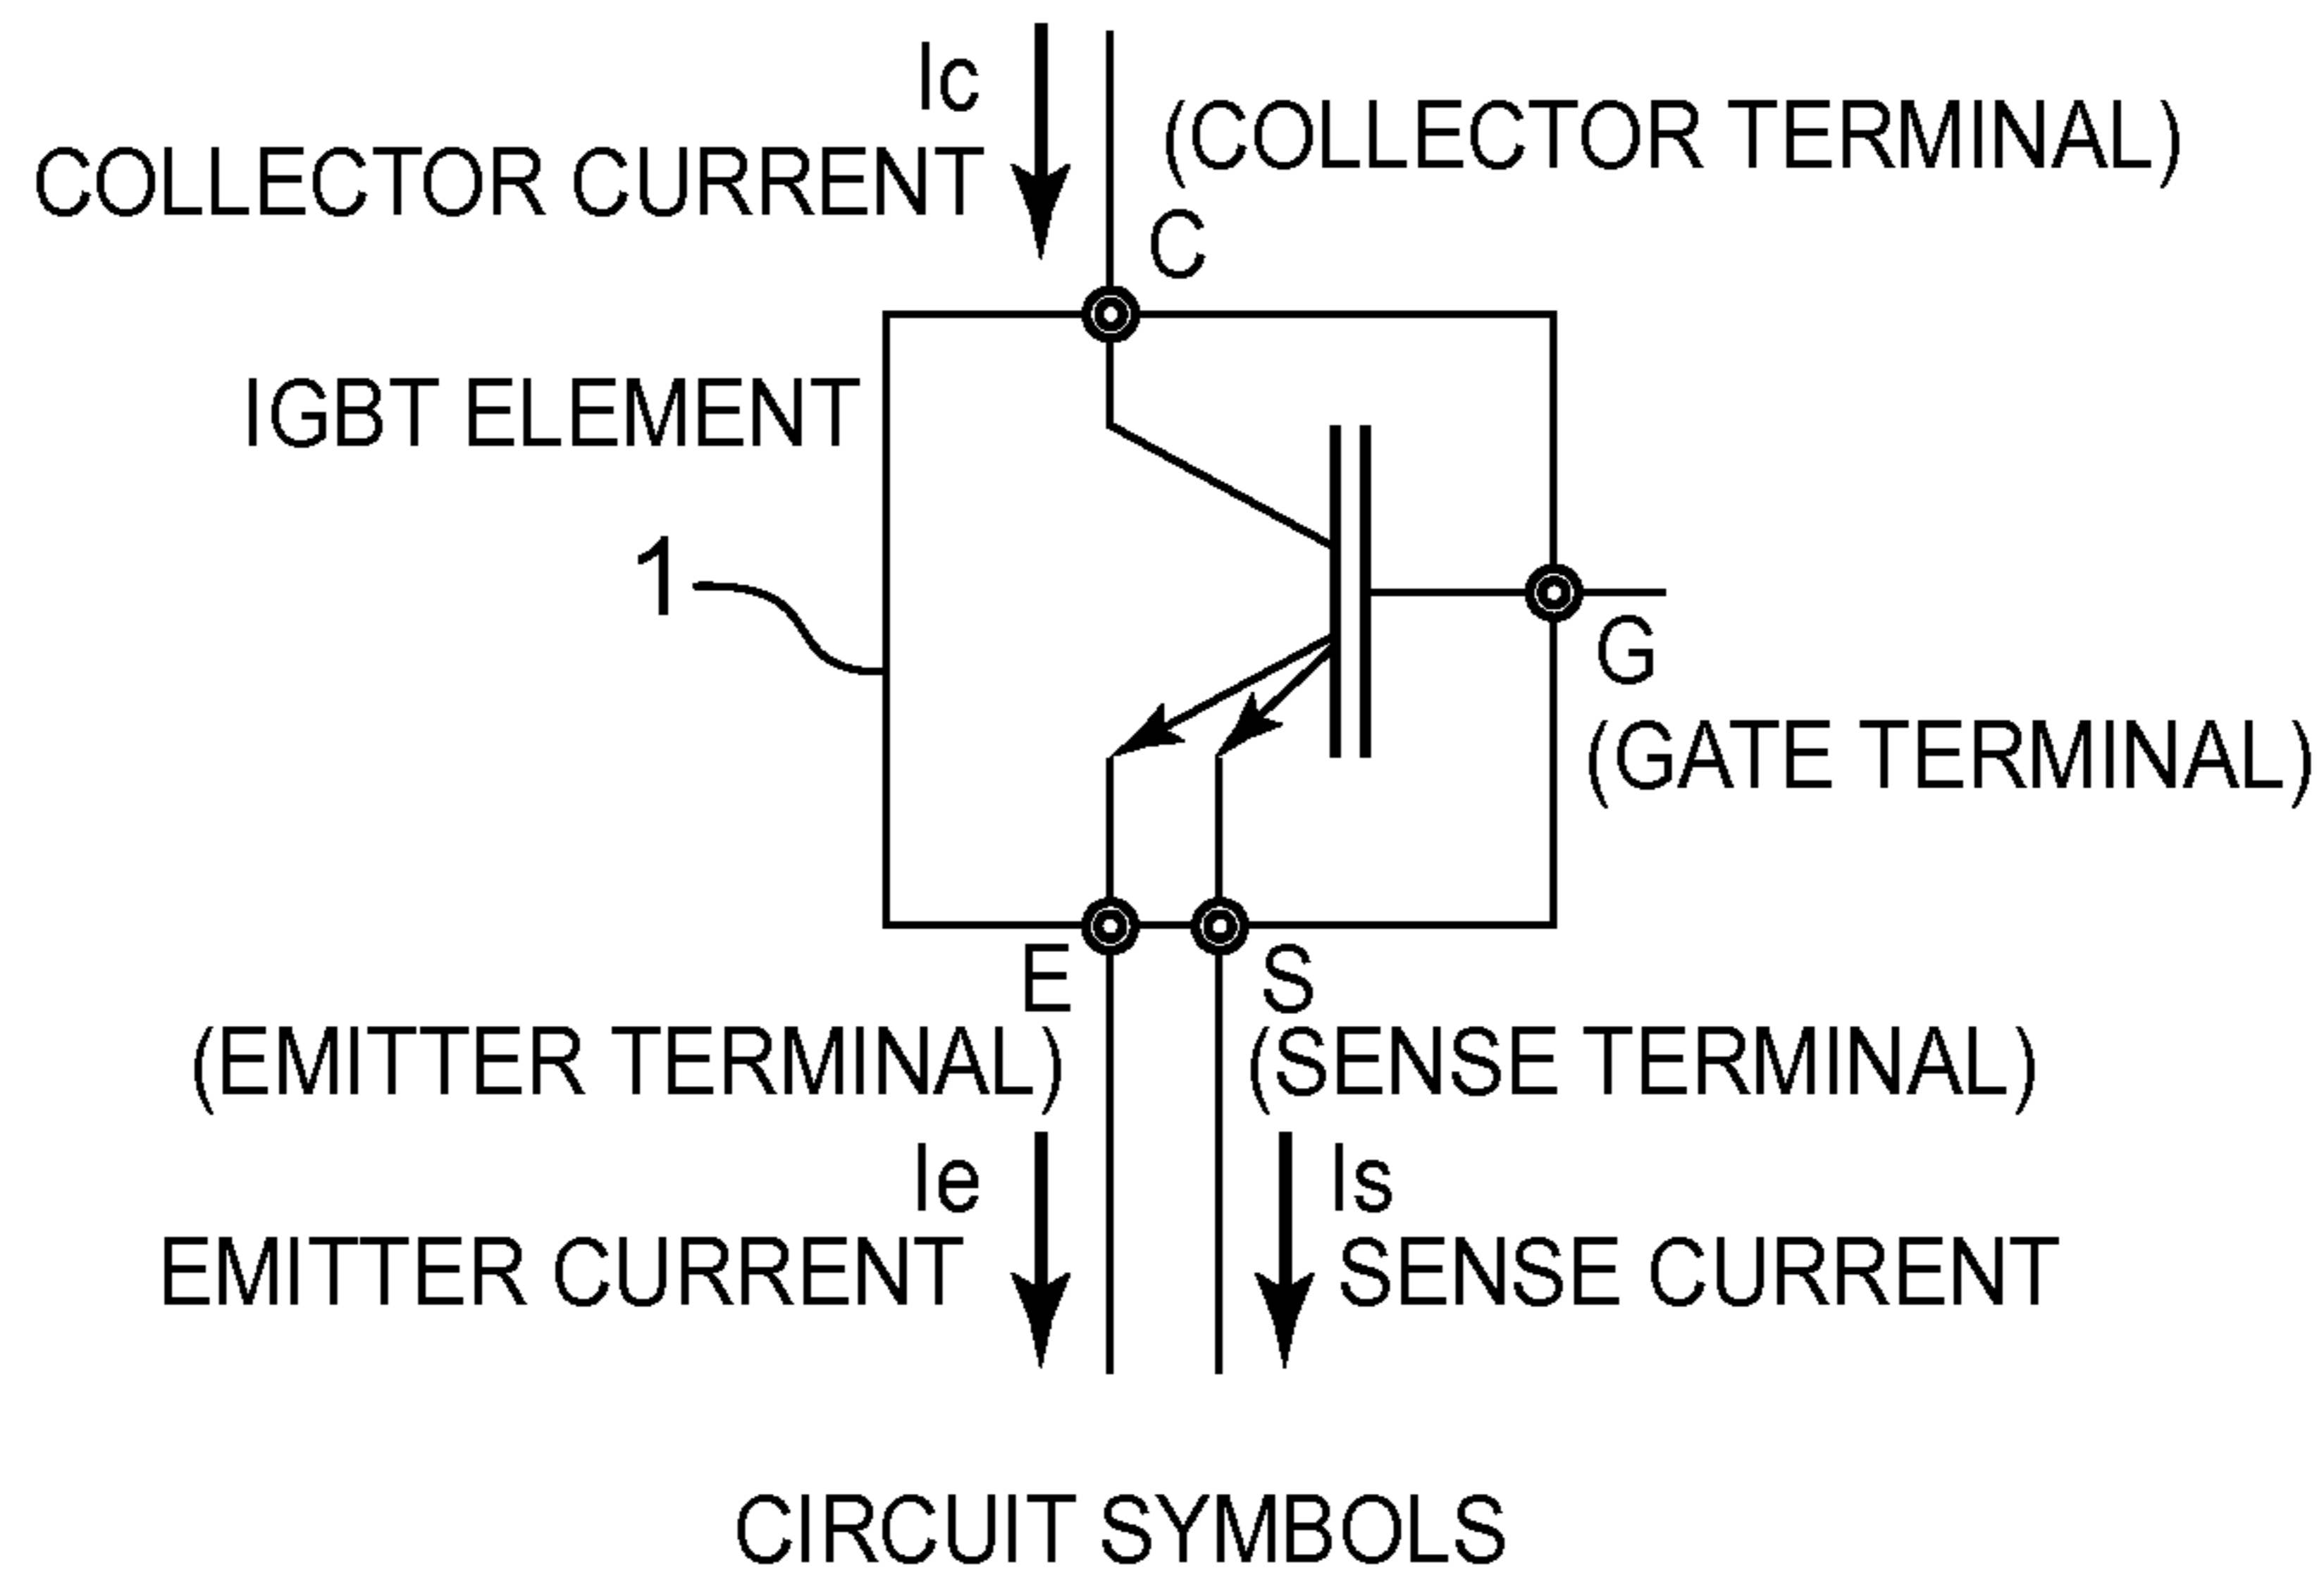 Ic
(COLLECTOR TERMINAL)
COLLECTOR CURRENT
C
IGBT ELEMENT
1
G
(GATE TERMINAL)
E
S
(EMITTER TERMINAL)
(SENSE TERMINAL)
Ie
Is
EMITTER CURRENT
SENSE CURRENT
CIRCUIT SYMBOLS